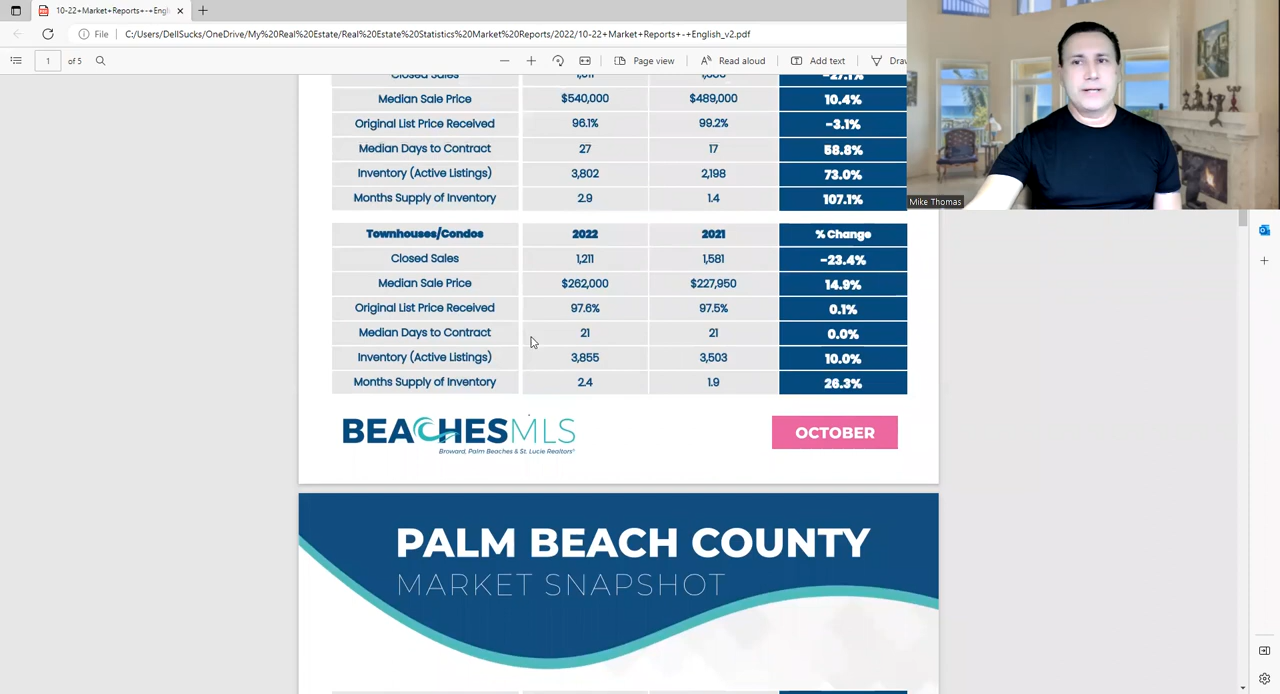 10-22+Market+Reports+-+Engli
File
C:/Users/DellSucks/OneDrive/My%20Real%20Estate/Real%20Estate%20Statistics%20Market%20Reports/2022/10-22+Market+Reports+-+English_v2.pdf
1 of 5
Page view
Read aloud
Add text
Draw
Closed Sales -27.1%
Median Sale Price $540,000 $489,000 10.4%
Original List Price Received 96.1% 99.2% -3.1%
Median Days to Contract 27 17 58.8%
Inventory (Active Listings) 3,802 2,198 73.0%
Months Supply of Inventory 2.9 1.4 107.1%
Mike Thomas
Townhouses/Condos 2022 2021 % Change
Closed Sales 1,211 1,581 -23.4%
Median Sale Price $262,000 $227,950 14.9%
Original List Price Received 97.6% 97.5% 0.1%
Median Days to Contract 21 21 0.0%
Inventory (Active Listings) 3,855 3,503 10.0%
Months Supply of Inventory 2.4 1.9 26.3%
BEACHESMLS
Broward, Palm Beaches & St. Lucie Realtors®
OCTOBER
PALM BEACH COUNTY
MARKET SNAPSHOT